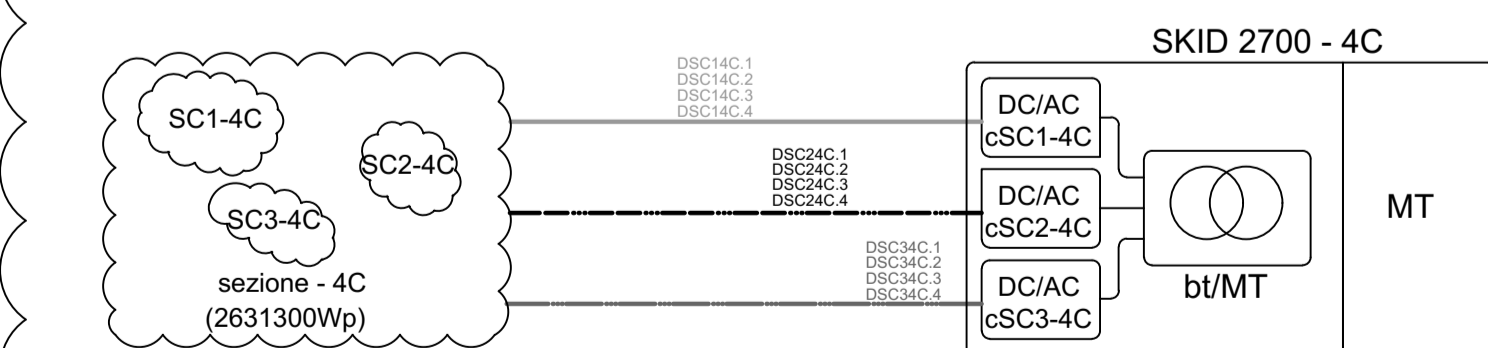 SKID 2700 - 4C
DSC14C.1
DSC14C.2
DSC14C.3
DSC14C.4
SC1-4C
DC/AC
cSC1-4C
SC2-4C
DSC24C.1
DSC24C.2
DSC24C.3
DSC24C.4
DC/AC
cSC2-4C
MT
SC3-4C
DSC34C.1
DSC34C.2
DSC34C.3
DSC34C.4
sezione - 4C
(2631300Wp)
DC/AC
cSC3-4C
bt/MT